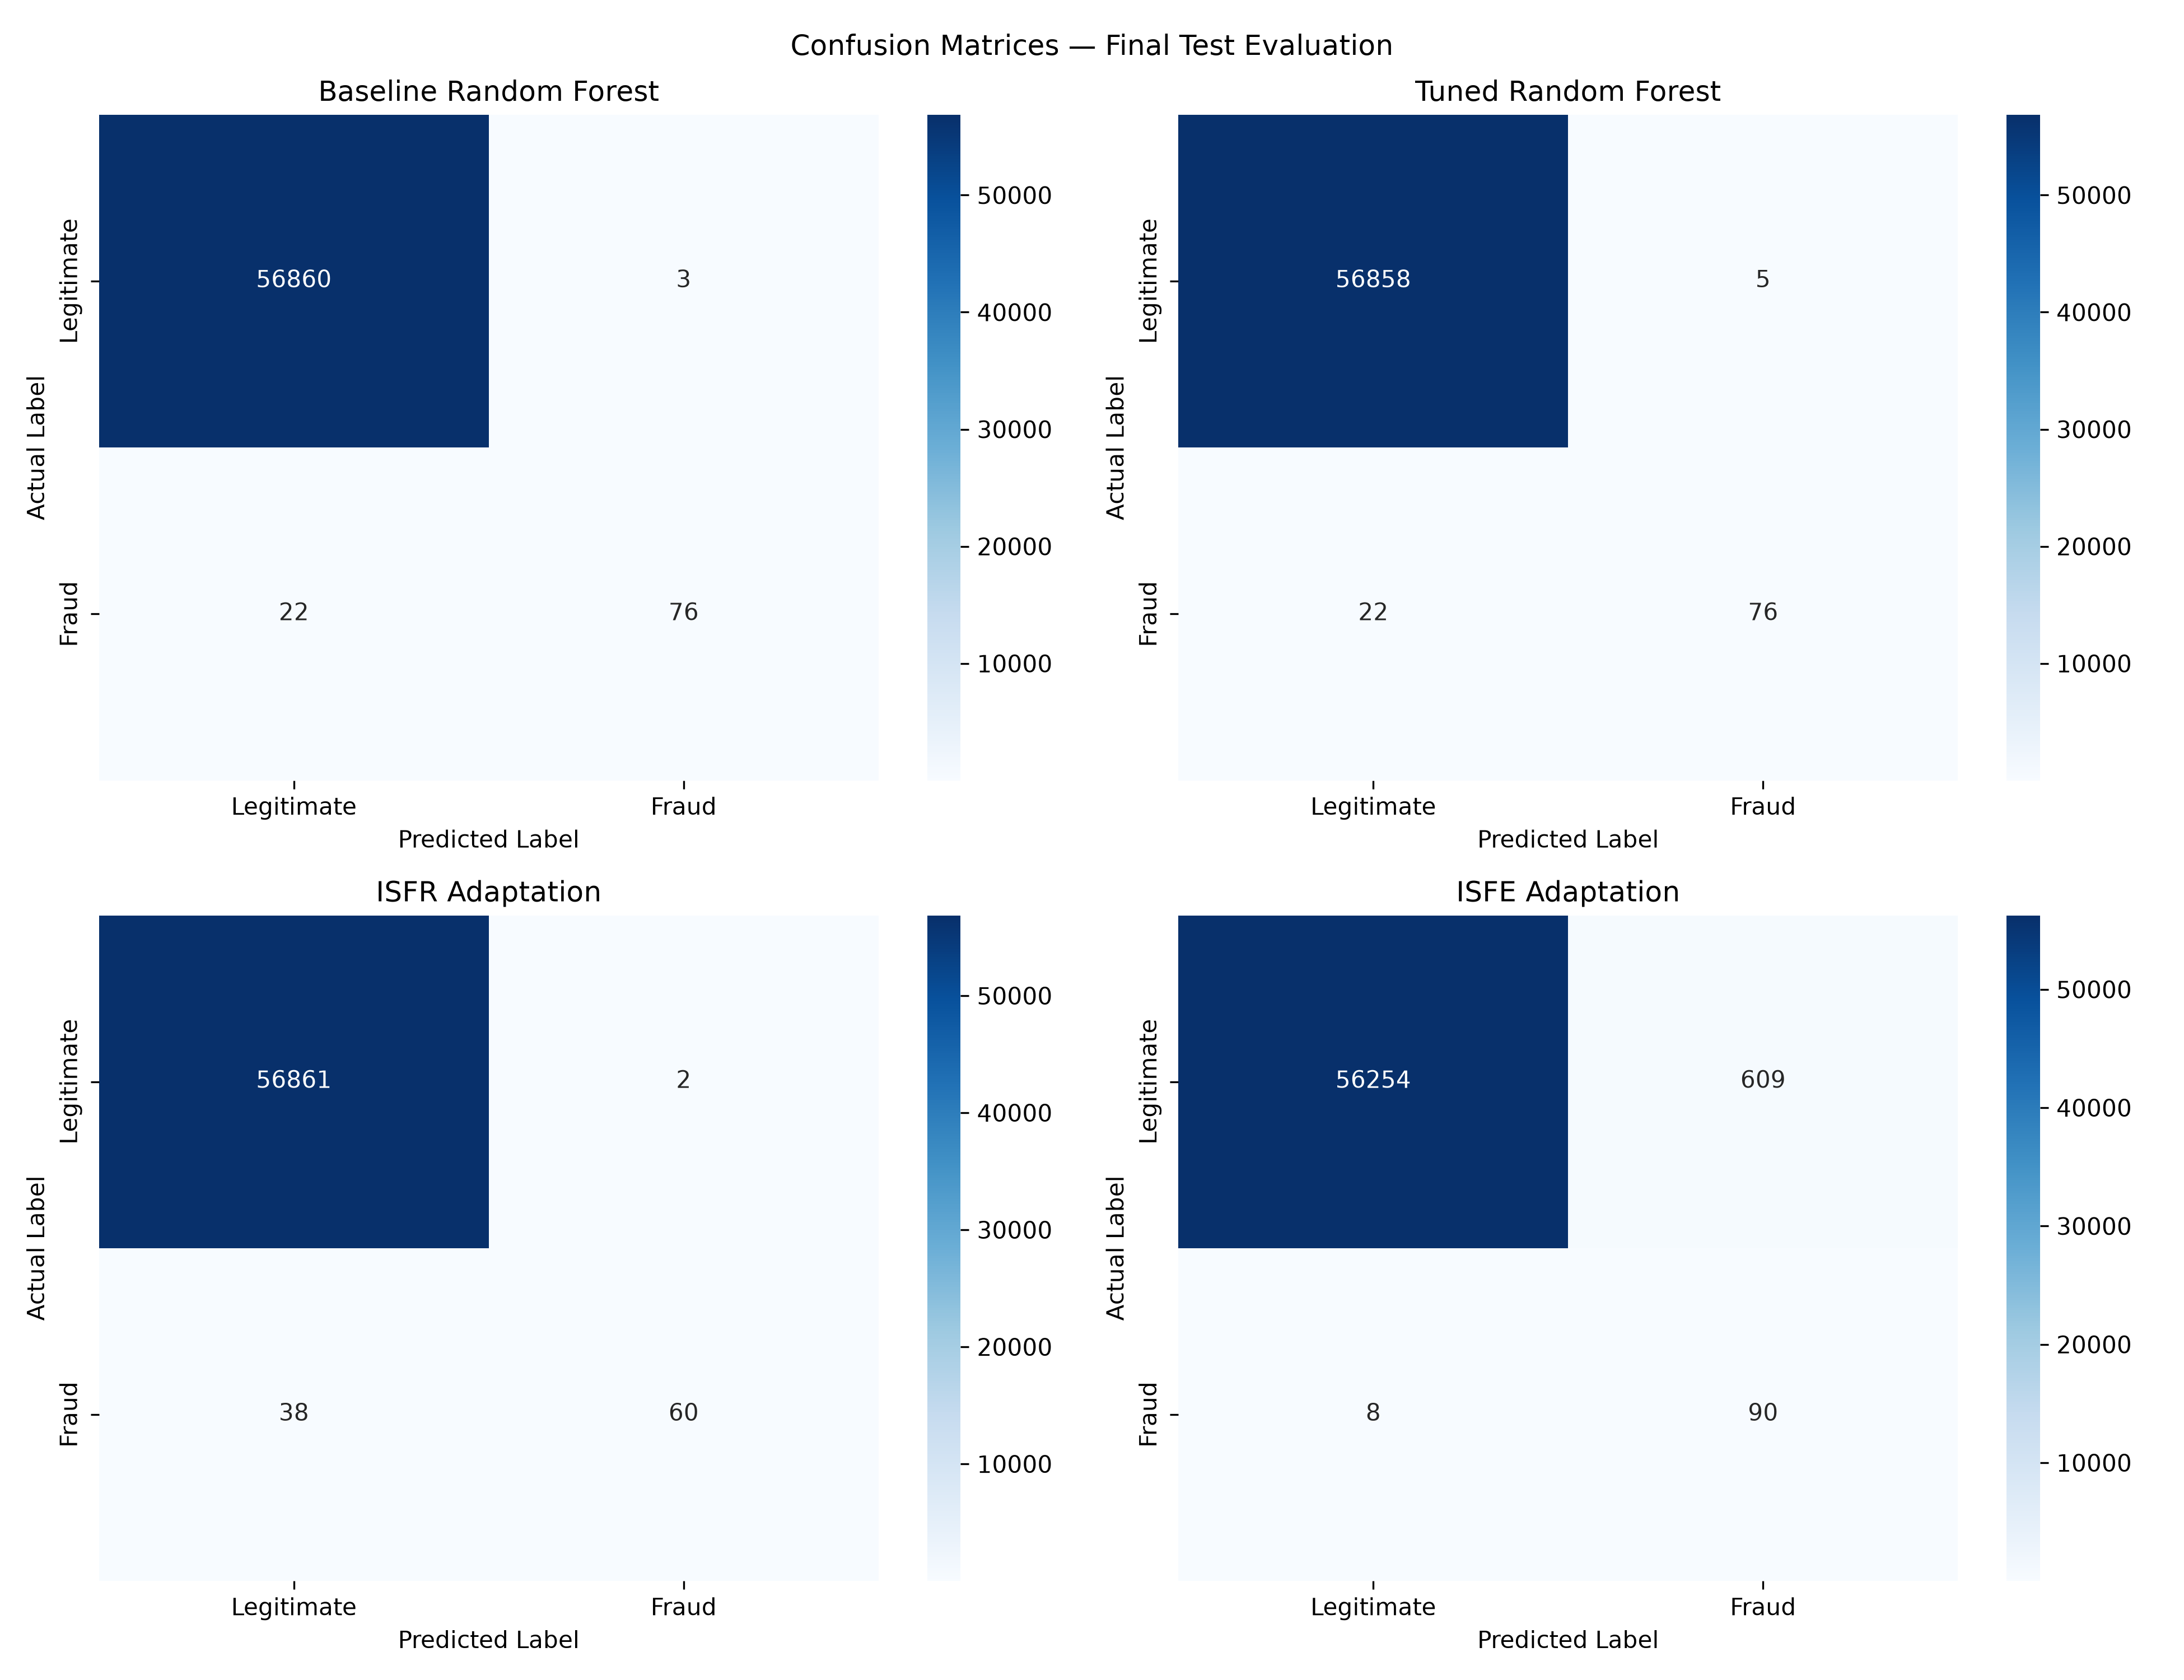 Confusion Matrices — Final Test Evaluation
Baseline Random Forest
Actual Label
Legitimate
Fraud
56860
3
22
76
Legitimate
Fraud
Predicted Label
50000
40000
30000
20000
10000
Tuned Random Forest
Actual Label
Legitimate
Fraud
56858
5
22
76
Legitimate
Fraud
Predicted Label
50000
40000
30000
20000
10000
ISFR Adaptation
Actual Label
Legitimate
Fraud
56861
2
38
60
Legitimate
Fraud
Predicted Label
50000
40000
30000
20000
10000
ISFE Adaptation
Actual Label
Legitimate
Fraud
56254
609
8
90
Legitimate
Fraud
Predicted Label
50000
40000
30000
20000
10000